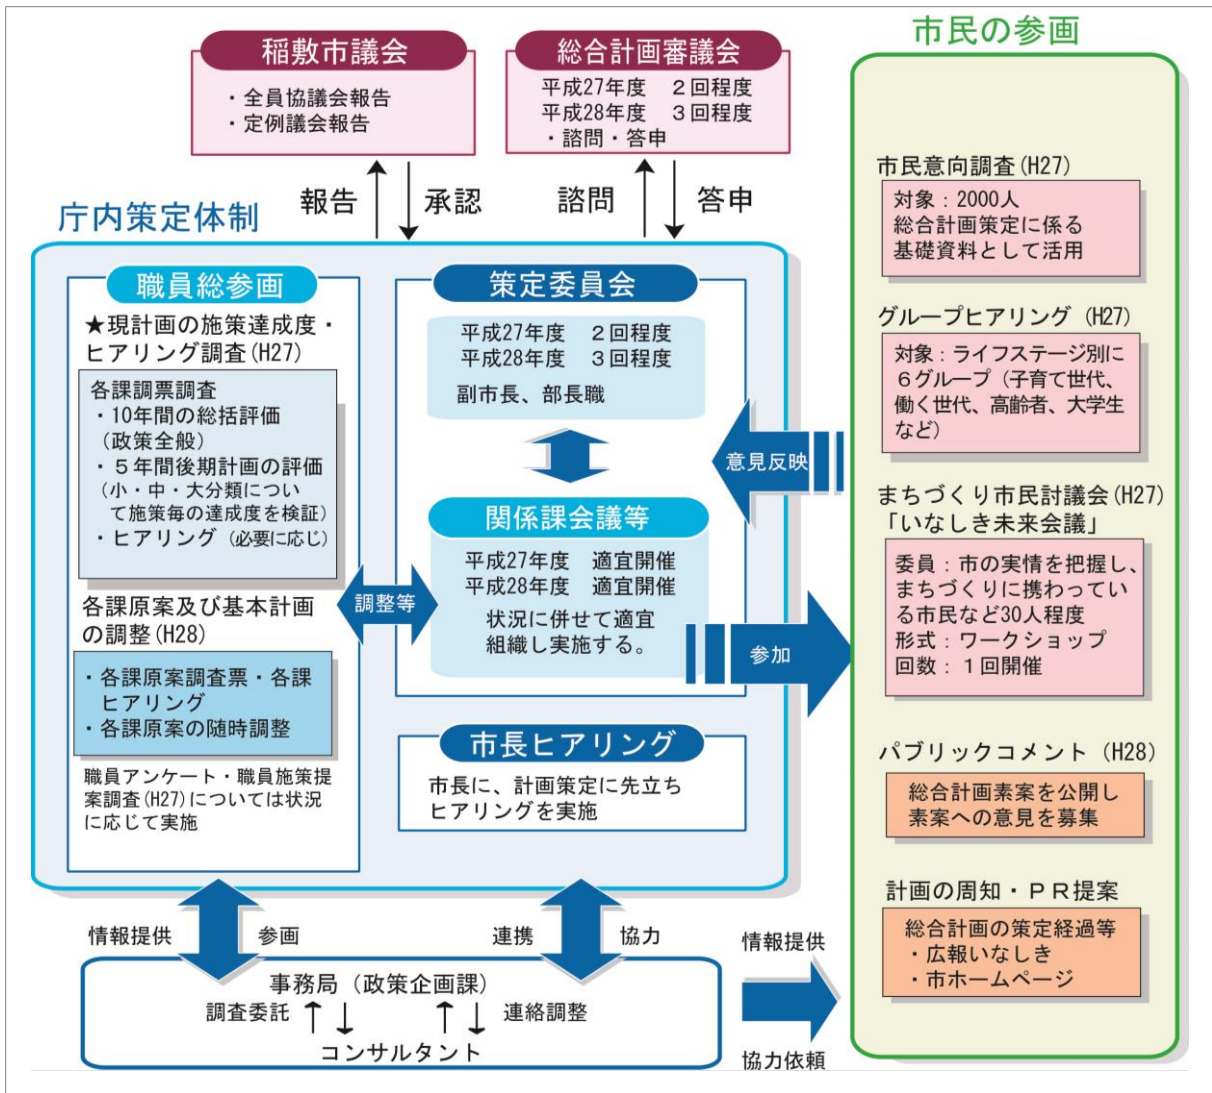 稲敷市議会
・全員協議会報告
・定例議会報告
総合計画審議会
平成27年度　２回程度
平成28年度　３回程度
・諮問・答申
報告
承認
諮問
答申
庁内策定体制
職員総参画
★現計画の施策達成度・
ヒアリング調査(H27)
各課調票調査
・10年間の総括評価
（政策全般）
・５年間後期計画の評価
（小・中・大分類につい
て施策毎の達成度を検証）
・ヒアリング（必要に応じ）
各課原案及び基本計画
の調整(H28)
・各課原案調査票・各課
ヒアリング
・各課原案の随時調整
職員アンケート・職員施策提
案調査(H27)については状況
に応じて実施
調整等
策定委員会
平成27年度　２回程度
平成28年度　３回程度
副市長、部長職
関係課会議等
平成27年度　適宜開催
平成28年度　適宜開催
状況に併せて適宜
組織し実施する。
市長ヒアリング
市長に、計画策定に先立ち
ヒアリングを実施
意見反映
参加
市民の参画
市民意向調査(H27)
対象：2000人
総合計画策定に係る
基礎資料として活用
グループヒアリング (H27)
対象：ライフステージ別に
６グループ（子育て世代、
働く世代、高齢者、大学生
など）
まちづくり市民討議会(H27)
「いなしき未来会議」
委員：市の実情を把握し、
まちづくりに携わってい
る市民など30人程度
形式：ワークショップ
回数：１回開催
パブリックコメント (H28)
総合計画素案を公開し
素案への意見を募集
計画の周知・ＰＲ提案
総合計画の策定経過等
・広報いなしき
・市ホームページ
情報提供
参画
連携
協力
事務局（政策企画課）
調査委託
連絡調整
コンサルタント
情報提供
協力依頼